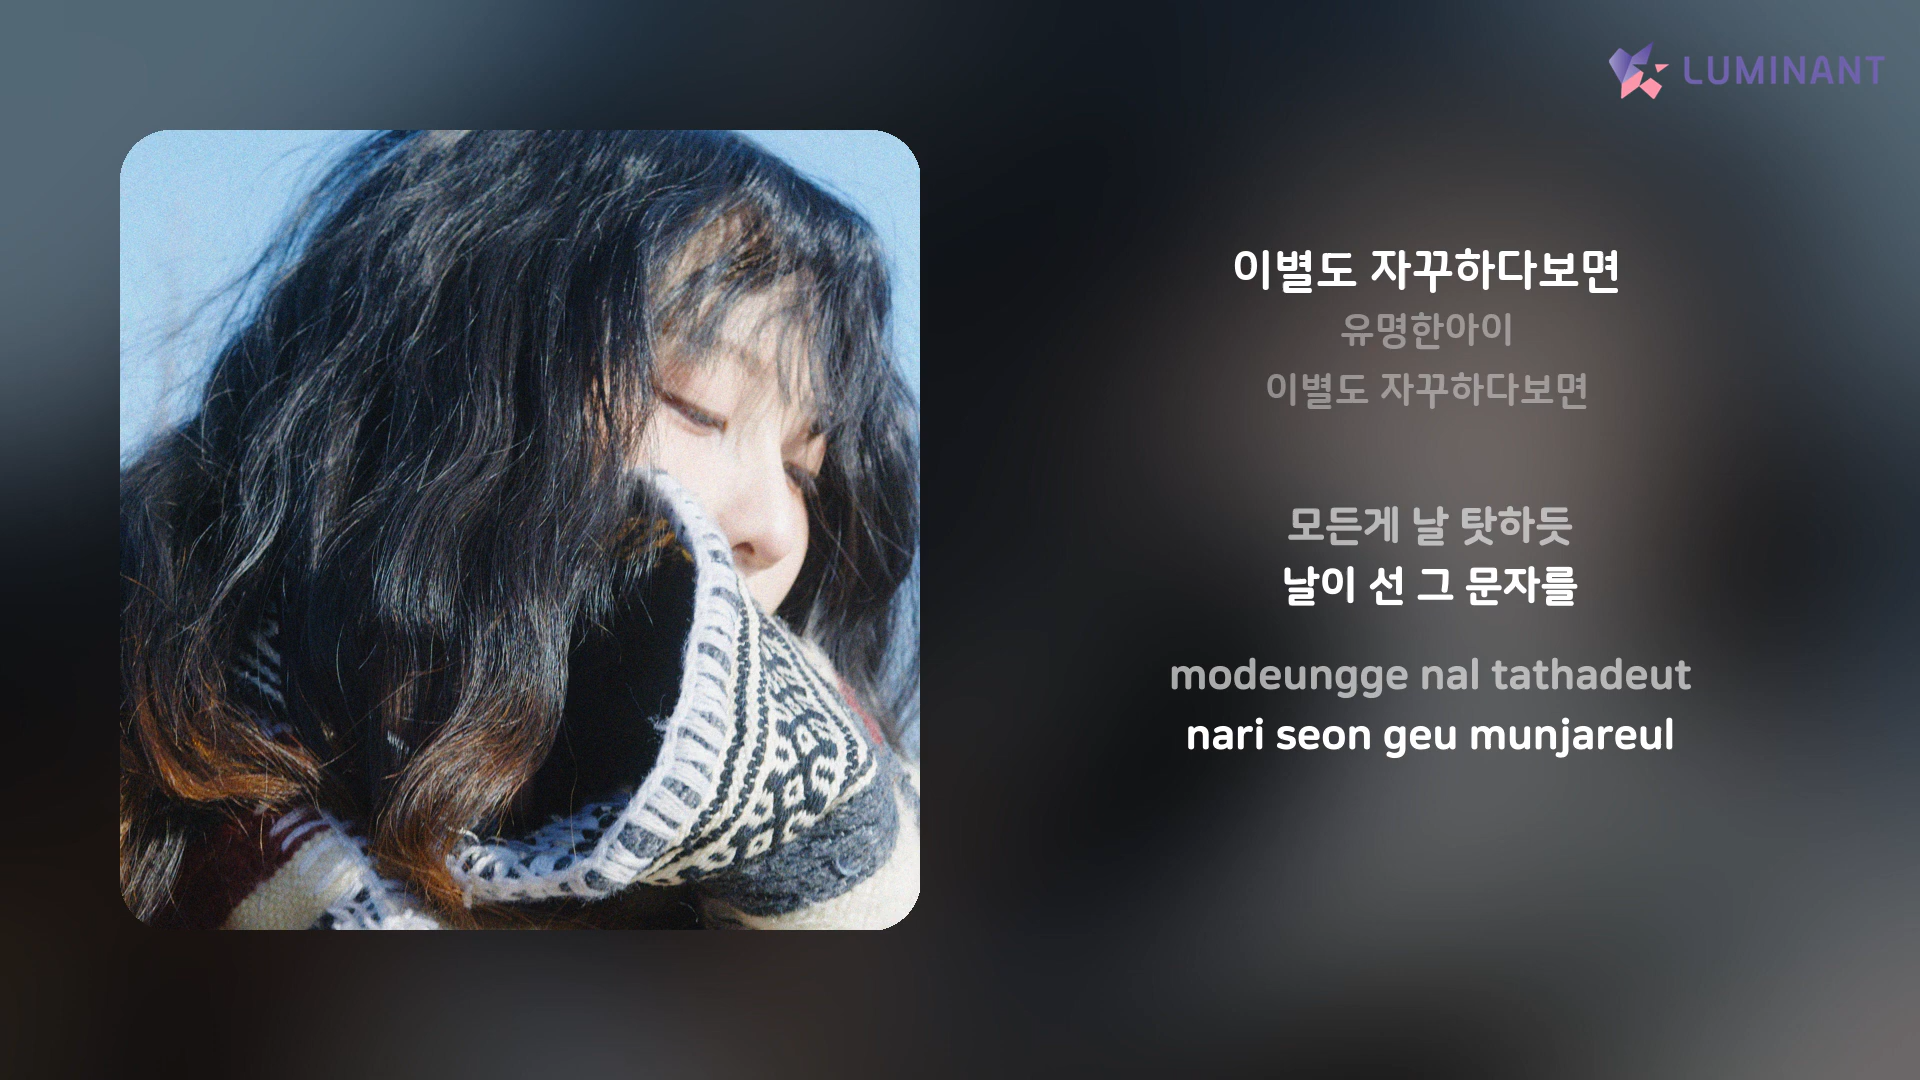 LUMINANT
이별도 자꾸하다보면
유명한아이
이별도 자꾸하다보면
모든게 날 탓하듯
날이 선 그 문자를
modeungge nal tathadeut
nari seon geu munjareul